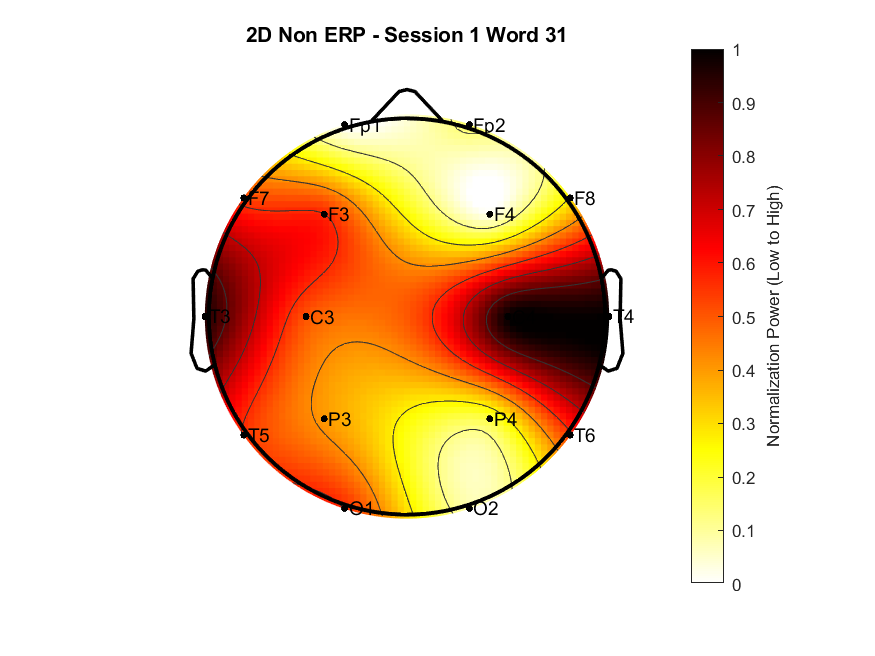 2D Non ERP - Session 1 Word 31
Fp1
Fp2
F7
F3
F4
F8
T3
C3
T4
P3
P4
T5
T6
O1
O2
1
0.9
0.8
0.7
0.6
0.5
0.4
0.3
0.2
0.1
0
Normalization Power (Low to High)